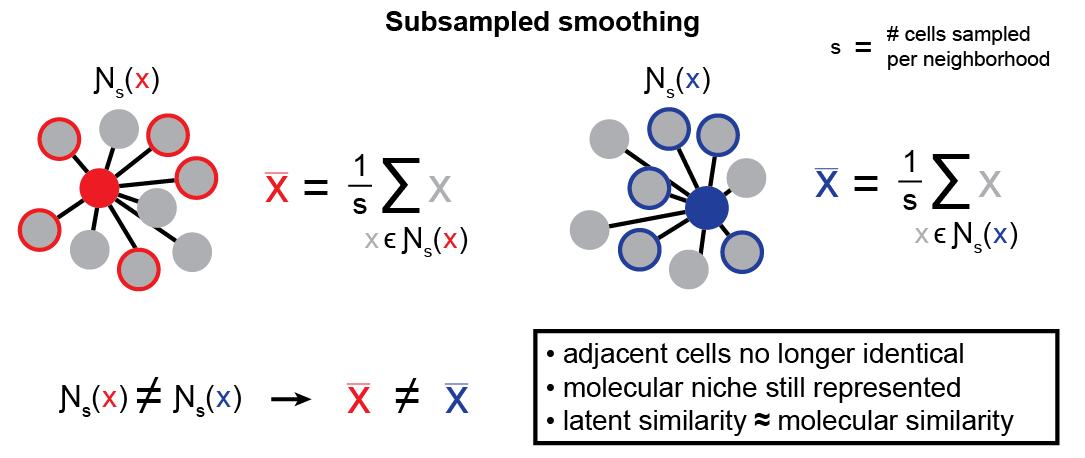 Subsampled smoothing
s = # cells sampled
per neighborhood
Ɲs(x)
x̅ = 1/s ∑ x
x ϵ Ɲs(x)
Ɲs(x)
x̅ = 1/s ∑ x
x ϵ Ɲs(x)
Ɲs(x) ≠ Ɲs(x) → x̅ ≠ x̅
• adjacent cells no longer identical
• molecular niche still represented
• latent similarity ≈ molecular similarity